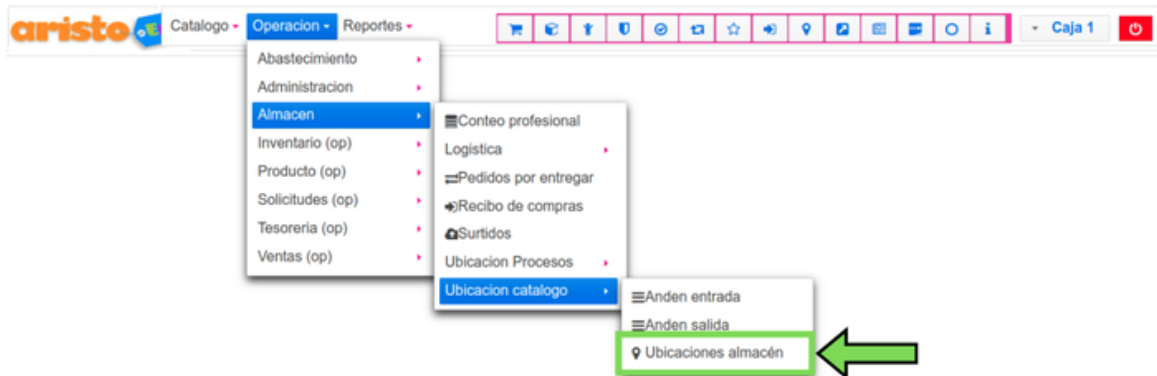 aristo
Catalogo Operacion Reportes
i
Caja 1
Abastecimiento
Administracion
Almacen
Inventario (op)
Producto (op)
Solicitudes (op)
Tesoreria (op)
Ventas (op)
Conteo profesional
Logistica
Pedidos por entregar
Recibo de compras
Surtidos
Ubicacion Procesos
Ubicacion catalogo
Anden entrada
Anden salida
Ubicaciones almacén